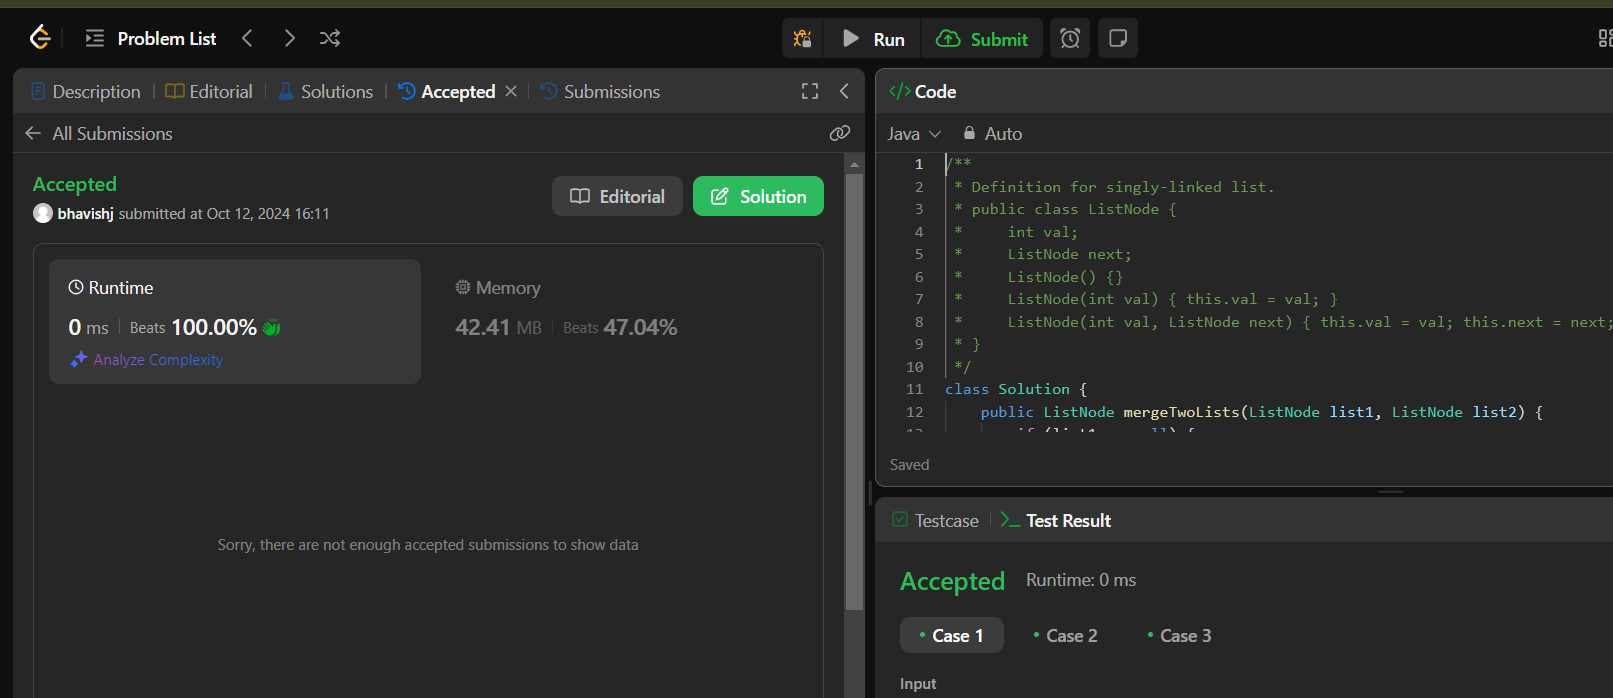 Problem List
Run
Submit
Description
Editorial
Solutions
Accepted
Submissions
All Submissions
Accepted
bhavishj submitted at Oct 12, 2024 16:11
Editorial
Solution
Runtime
0 ms
Beats 100.00%
Analyze Complexity
Memory
42.41 MB
Beats 47.04%
Sorry, there are not enough accepted submissions to show data
</> Code
Java
Auto
1 /**
2 * Definition for singly-linked list.
3 * public class ListNode {
4 *     int val;
5 *     ListNode next;
6 *     ListNode() {}
7 *     ListNode(int val) { this.val = val; }
8 *     ListNode(int val, ListNode next) { this.val = val; this.next = next;
9 * }
10 */
11 class Solution {
12     public ListNode mergeTwoLists(ListNode list1, ListNode list2) {
Saved
Testcase
Test Result
Accepted
Runtime: 0 ms
Case 1
Case 2
Case 3
Input